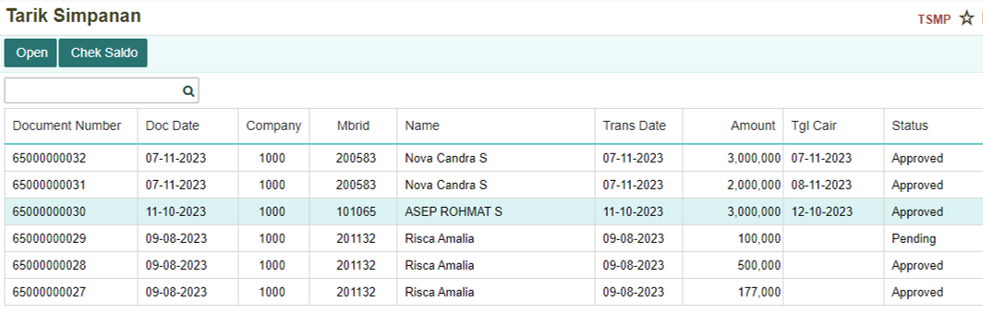 Tarik Simpanan
TSMP
Open Chek Saldo
Document Number Doc Date Company Mbrid Name Trans Date Amount Tgl Cair Status
65000000032 07-11-2023 1000 200583 Nova Candra S 07-11-2023 3,000,000 07-11-2023 Approved
65000000031 07-11-2023 1000 200583 Nova Candra S 07-11-2023 2,000,000 08-11-2023 Approved
65000000030 11-10-2023 1000 101065 ASEP ROHMAT S 11-10-2023 3,000,000 12-10-2023 Approved
65000000029 09-08-2023 1000 201132 Risca Amalia 09-08-2023 100,000 Pending
65000000028 09-08-2023 1000 201132 Risca Amalia 09-08-2023 500,000 Approved
65000000027 09-08-2023 1000 201132 Risca Amalia 09-08-2023 177,000 Approved